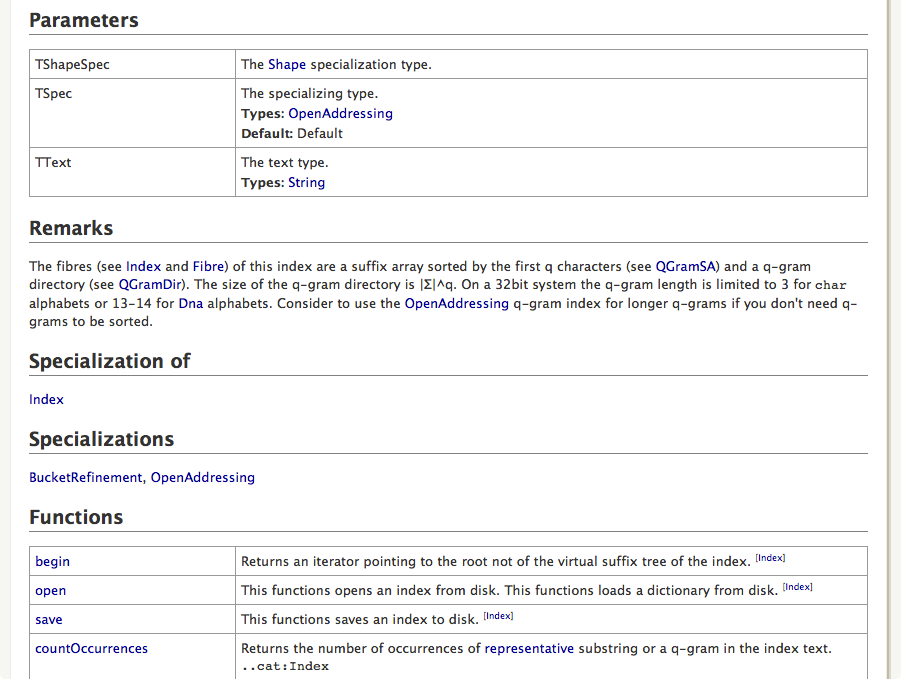 Parameters
TShapeSpec The Shape specialization type.
TSpec The specializing type.
Types: OpenAddressing
Default: Default
TText The text type.
Types: String
Remarks
The fibres (see Index and Fibre) of this index are a suffix array sorted by the first q characters (see QGramSA) and a q-gram
directory (see QGramDir). The size of the q-gram directory is |Σ|^q. On a 32bit system the q-gram length is limited to 3 for char
alphabets or 13-14 for Dna alphabets. Consider to use the OpenAddressing q-gram index for longer q-grams if you don't need q-
grams to be sorted.
Specialization of
Index
Specializations
BucketRefinement, OpenAddressing
Functions
begin Returns an iterator pointing to the root not of the virtual suffix tree of the index. [Index]
open This functions opens an index from disk. This functions loads a dictionary from disk. [Index]
save This functions saves an index to disk. [Index]
countOccurrences Returns the number of occurrences of representative substring or a q-gram in the index text.
..cat:Index